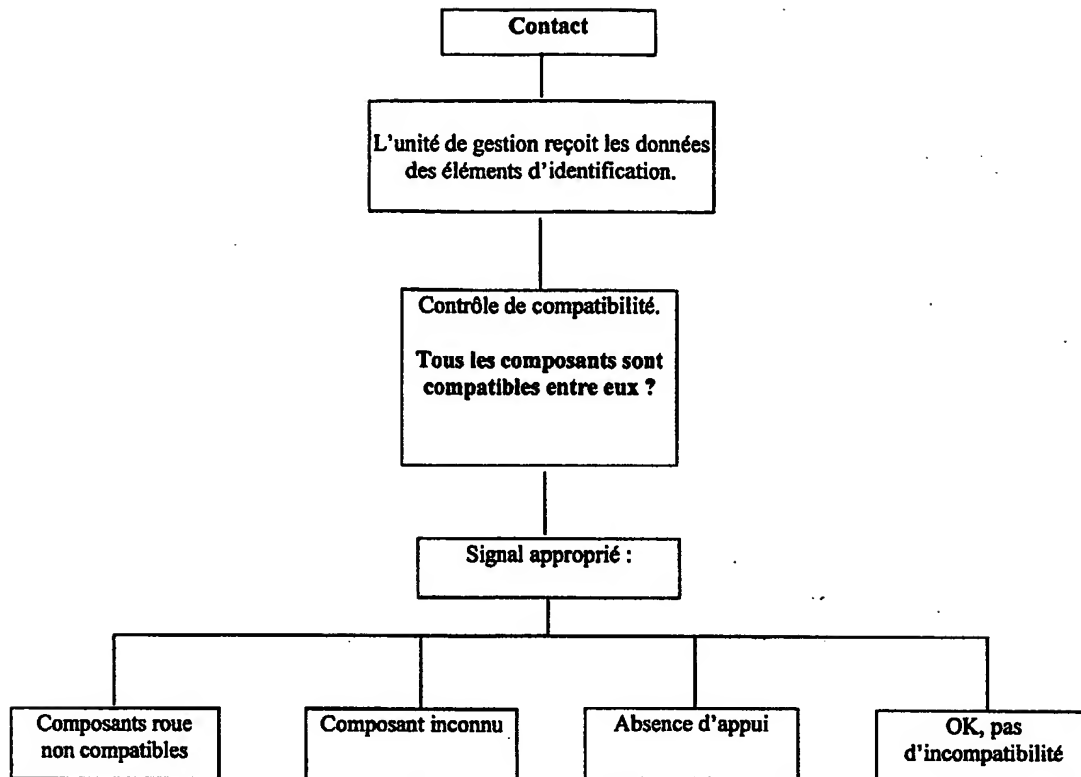 Contact
L'unité de gestion reçoit les données
des éléments d'identification.
Contrôle de compatibilité.
Tous les composants sont
compatibles entre eux ?
Signal approprié :
Composants roue
non compatibles
Composant inconnu
Absence d'appui
OK, pas
d'incompatibilité